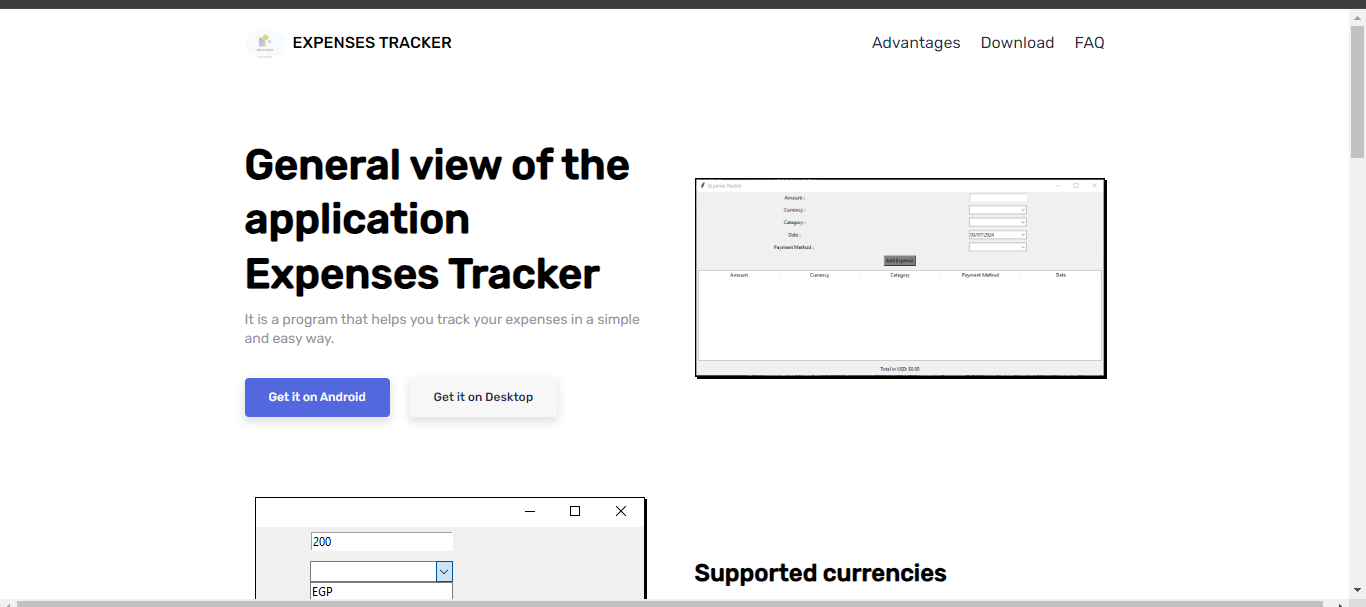 EXPENSES TRACKER
Advantages Download FAQ
General view of the
application
Expenses Tracker
It is a program that helps you track your expenses in a simple
and easy way.
Get it on Android Get it on Desktop
Expense Tracker
Amount :
Currency :
Category :
Date : 03/07/2024
Payment Method :
Add Expense
Amount Currency Category Payment Method Date
Total in USD: $0.00
200
EGP
Supported currencies